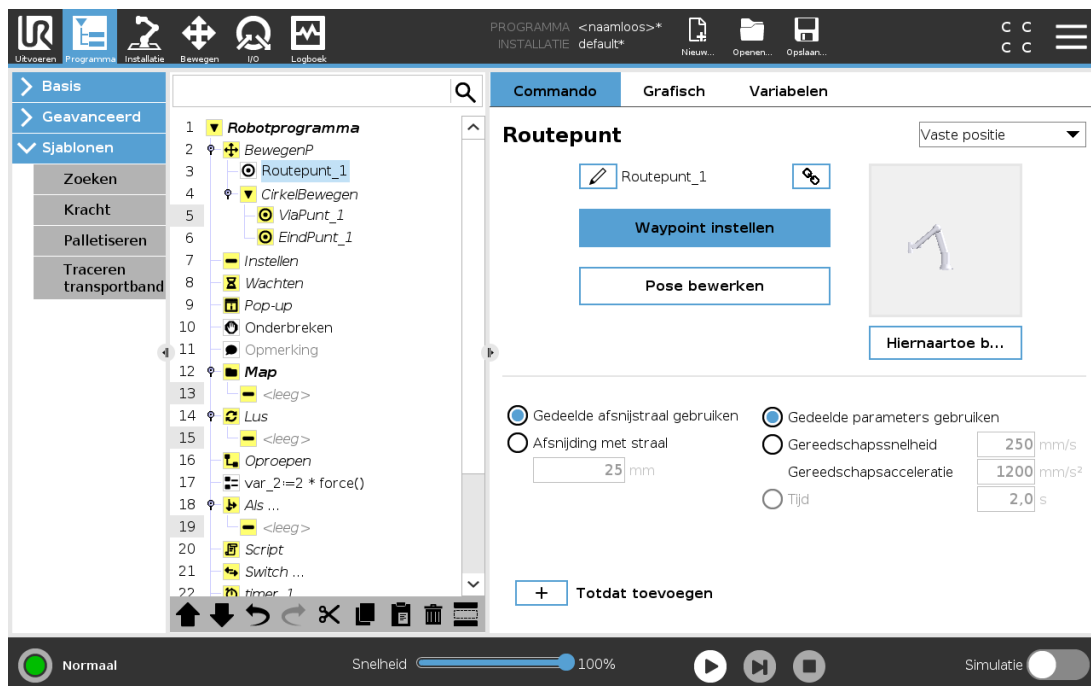 UR
PROGRAMMA <naamloos>*
INSTALLATIE default*
C C
C C
Uitvoeren Programma Installatie Bewegen I/O Logboek Nieuw... Openen... Opslaan...
Basis
Geavanceerd
Sjablonen
Zoeken
Kracht
Palletiseren
Traceren
transportband
1 Robotprogramma
2 BewegenP
3 Routepunt_1
4 CirkelBewegen
5 ViaPunt_1
6 EindPunt_1
7 Instellen
8 Wachten
9 Pop-up
10 Onderbreken
11 Opmerking
12 Map
13 <leeg>
14 Lus
15 <leeg>
16 Oproepen
17 var_2:=2 * force()
18 Als ...
19 <leeg>
20 Script
21 Switch ...
22 timer_1
Commando Grafisch Variabelen
Routepunt
Vaste positie
Routepunt_1
Waypoint instellen
Pose bewerken
Hiernaartoe b...
Gedeelde afsnijstraal gebruiken
Afsnijding met straal
25 mm
Gedeelde parameters gebruiken
Gereedschapssnelheid 250 mm/s
Gereedschapsacceleratie 1200 mm/s²
Tijd 2,0 s
+ Totdat toevoegen
Normaal
Snelheid 100%
Simulatie